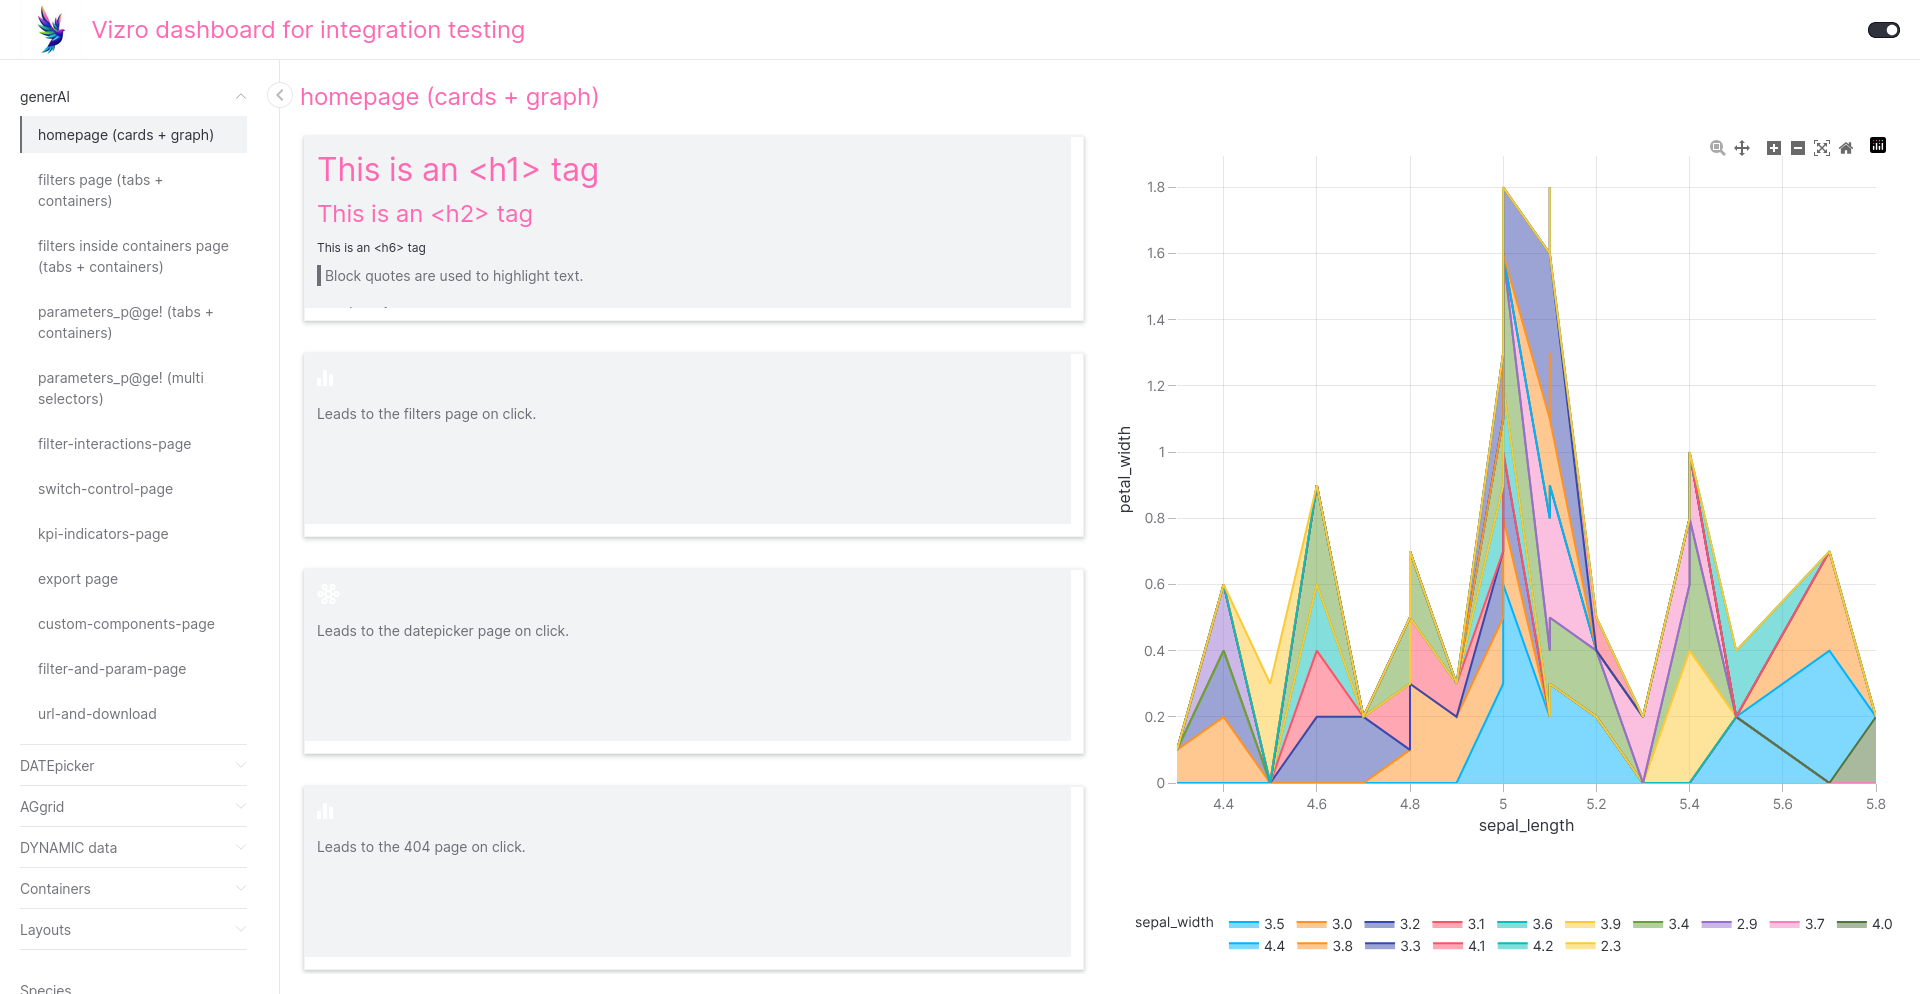 Vizro dashboard for integration testing
generAI
homepage (cards + graph)
filters page (tabs +
containers)
filters inside containers page
(tabs + containers)
parameters_p@ge! (tabs +
containers)
parameters_p@ge! (multi
selectors)
filter-interactions-page
switch-control-page
kpi-indicators-page
export page
custom-components-page
filter-and-param-page
url-and-download
DATEpicker
AGgrid
DYNAMIC data
Containers
Layouts
Species
homepage (cards + graph)
This is an <h1> tag
This is an <h2> tag
This is an <h6> tag
Block quotes are used to highlight text.
Leads to the filters page on click.
Leads to the datepicker page on click.
Leads to the 404 page on click.
1.8
1.6
1.4
1.2
1
0.8
0.6
0.4
0.2
0
petal_width
4.4 4.6 4.8 5 5.2 5.4 5.6 5.8
sepal_length
sepal_width 3.5 3.0 3.2 3.1 3.6 3.9 3.4 2.9 3.7 4.0
4.4 3.8 3.3 4.1 4.2 2.3